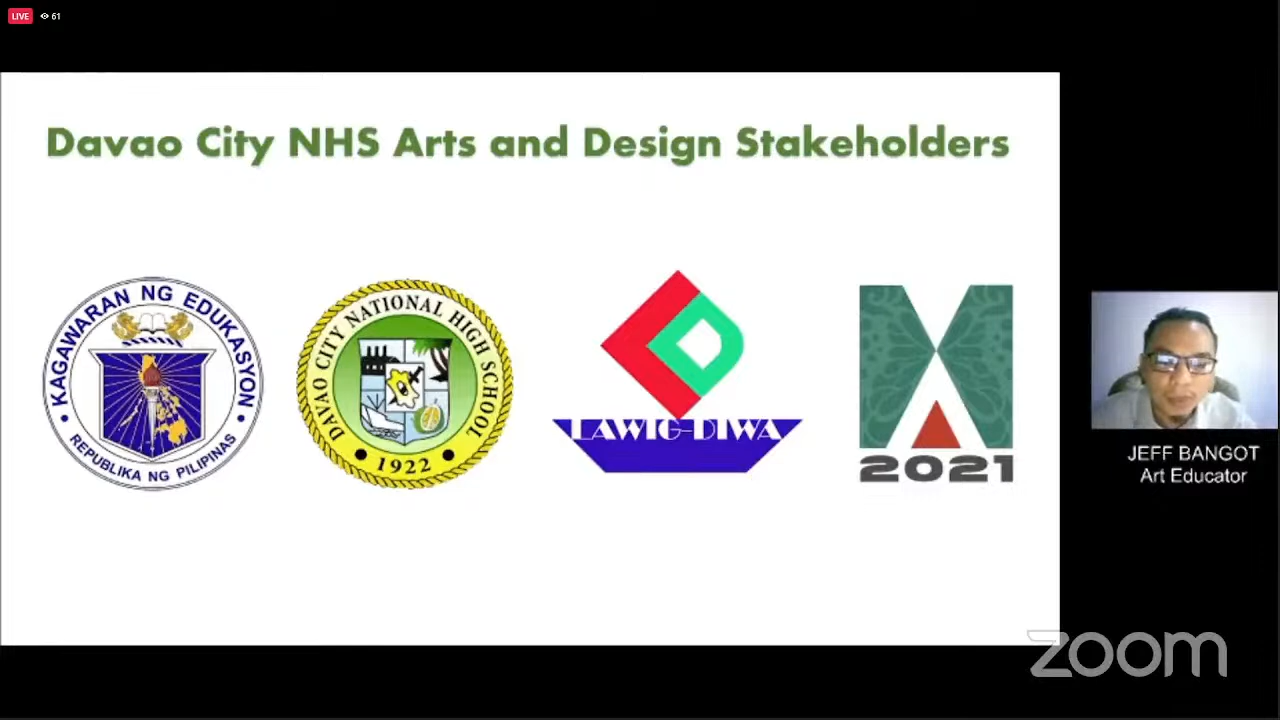 LIVE 61
Davao City NHS Arts and Design Stakeholders
KAGAWARAN NG EDUKASYON
REPUBLIKA NG PILIPINAS
DAVAO CITY NATIONAL HIGH SCHOOL
1922
LAWIG-DIWA
2021
JEFF BANGOT
Art Educator
zoom